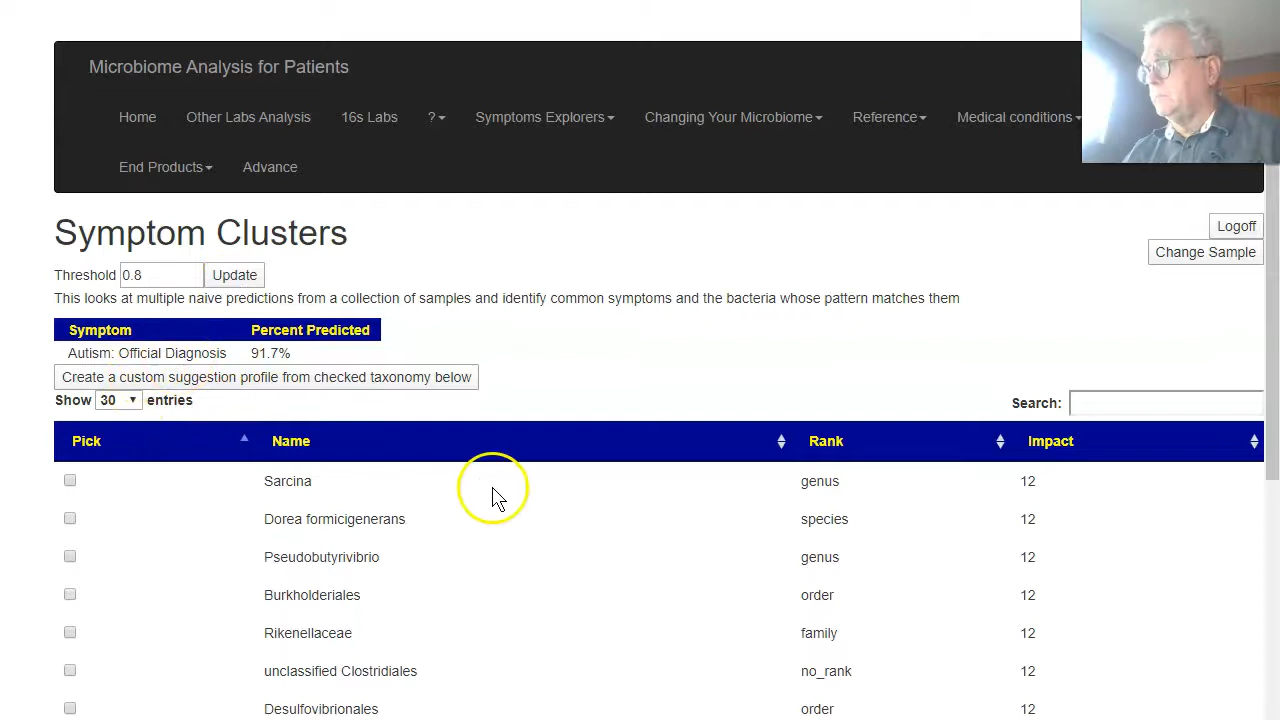 Microbiome Analysis for Patients
Home Other Labs Analysis 16s Labs ? Symptoms Explorers Changing Your Microbiome Reference Medical conditions
End Products Advance
Symptom Clusters
Logoff
Change Sample
Threshold 0.8 Update
This looks at multiple naive predictions from a collection of samples and identify common symptoms and the bacteria whose pattern matches them
Symptom Percent Predicted
Autism: Official Diagnosis 91.7%
Create a custom suggestion profile from checked taxonomy below
Show 30 entries Search:
Pick Name Rank Impact
Sarcina genus 12
Dorea formicigenerans species 12
Pseudobutyrivibrio genus 12
Burkholderiales order 12
Rikenellaceae family 12
unclassified Clostridiales no_rank 12
Desulfovibrionales order 12